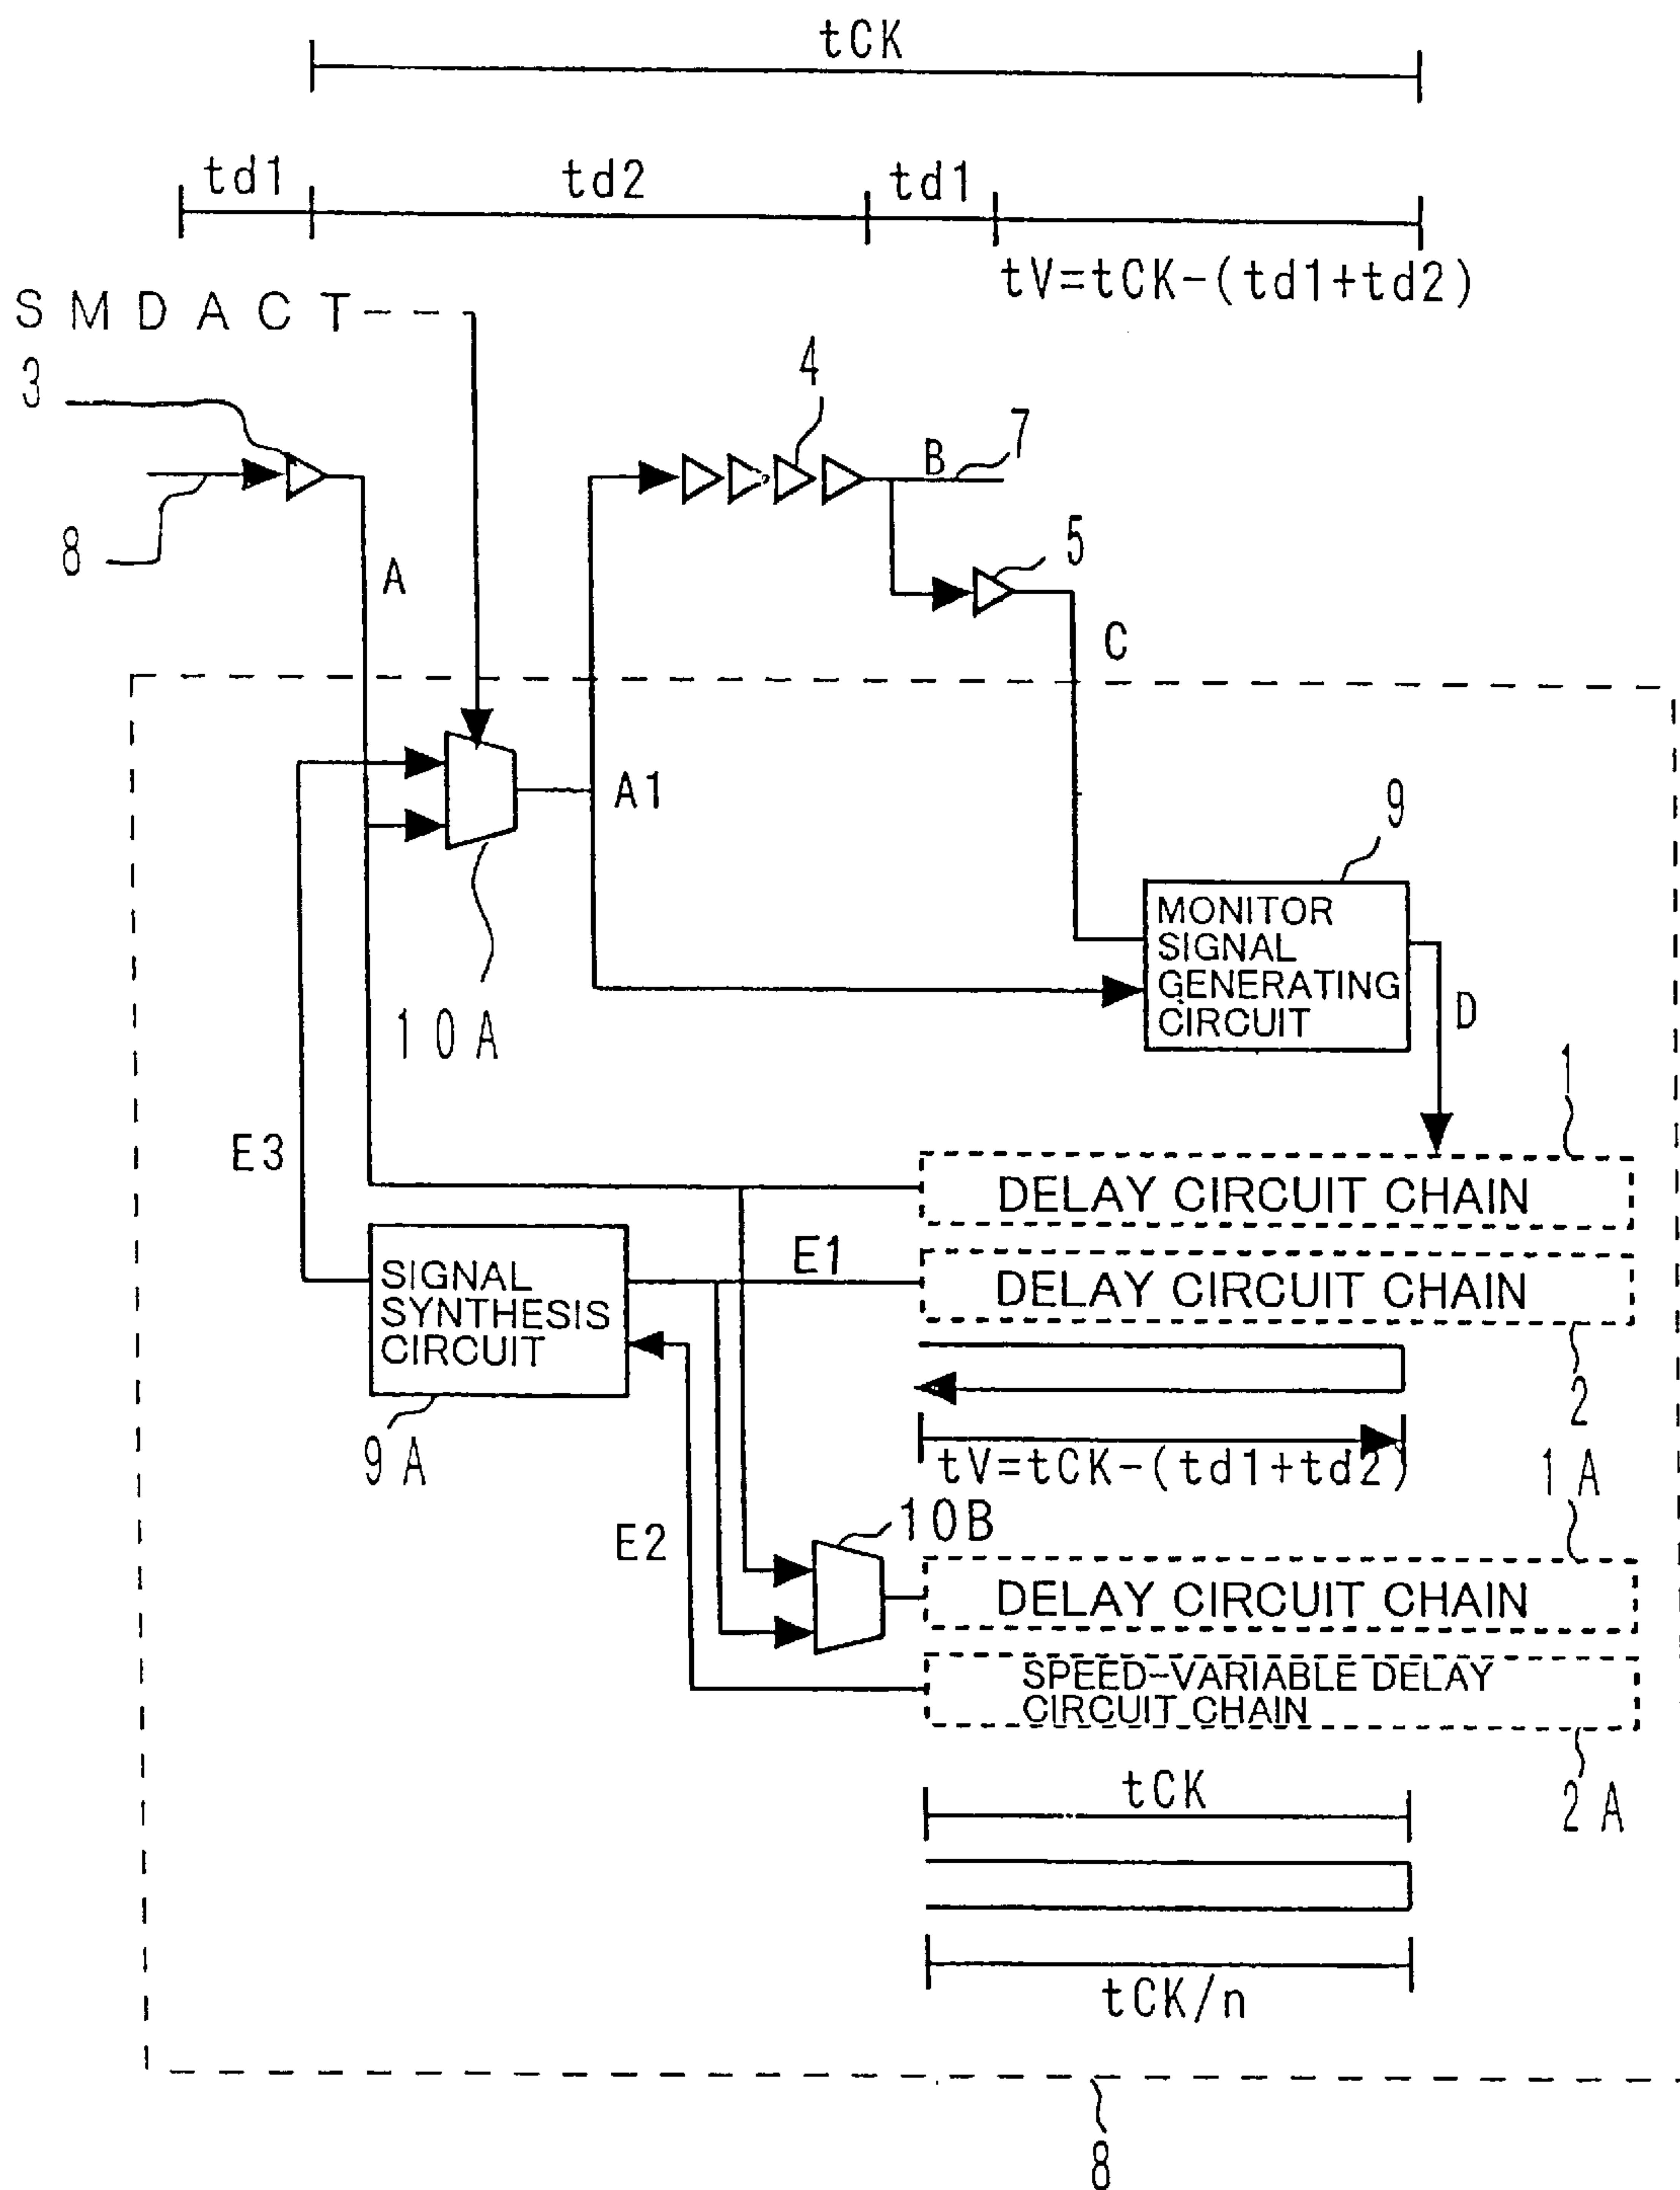 tCK
td1
td2
td1
tV=tCK-(td1+td2)
SMDACT
3
4
7
B
8
5
A
C
A1
9
MONITOR
SIGNAL
GENERATING
CIRCUIT
D
10A
1
E3
DELAY CIRCUIT CHAIN
E1
SIGNAL
SYNTHESIS
CIRCUIT
DELAY CIRCUIT CHAIN
2
9A
tV=tCK-(td1+td2)
1A
E2
10B
DELAY CIRCUIT CHAIN
SPEED-VARIABLE DELAY
CIRCUIT CHAIN
tCK
2A
tCK/n
8